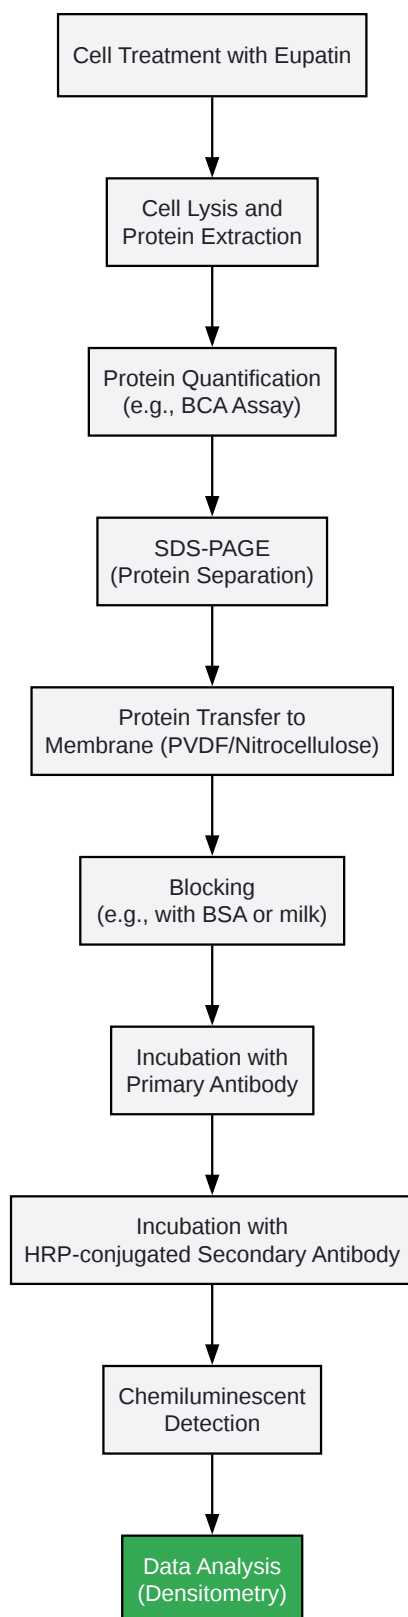 Cell Treatment with Eupatin
Cell Lysis and
Protein Extraction
Protein Quantification
(e.g., BCA Assay)
SDS-PAGE
(Protein Separation)
Protein Transfer to
Membrane (PVDF/Nitrocellulose)
Blocking
(e.g., with BSA or milk)
Incubation with
Primary Antibody
Incubation with
HRP-conjugated Secondary Antibody
Chemiluminescent
Detection
Data Analysis
(Densitometry)